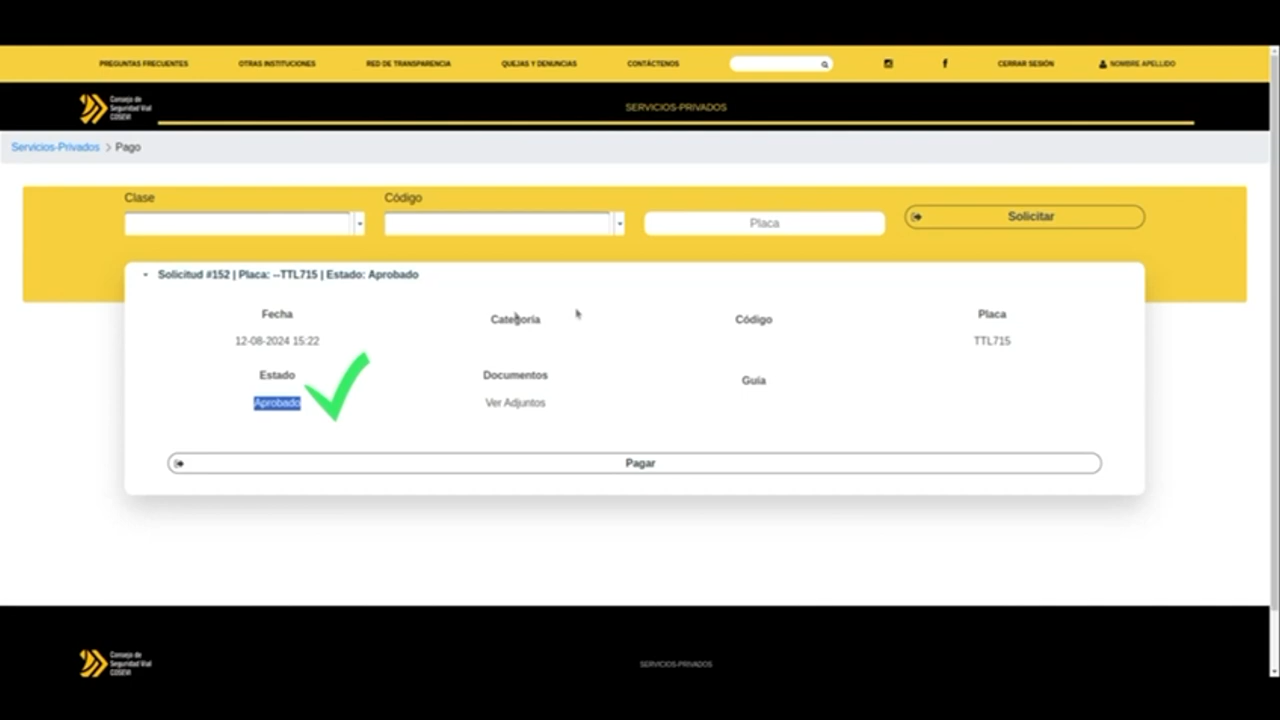 PREGUNTAS FRECUENTES OTRAS INSTITUCIONES RED DE TRANSPARENCIA QUEJAS Y DENUNCIAS CONTÁCTENOS CERRAR SESIÓN NOMBRE APELLIDO
Consejo de
Seguridad Vial
COSEVI
SERVICIOS-PRIVADOS
Servicios-Privados > Pago
Clase Código
Placa Solicitar
Solicitud #152 | Placa: --TTL715 | Estado: Aprobado
Fecha Categoría Código Placa
12-08-2024 15:22 TTL715
Estado Documentos Guía
Aprobado Ver Adjuntos
Pagar
Consejo de
Seguridad Vial
COSEVI
SERVICIOS-PRIVADOS